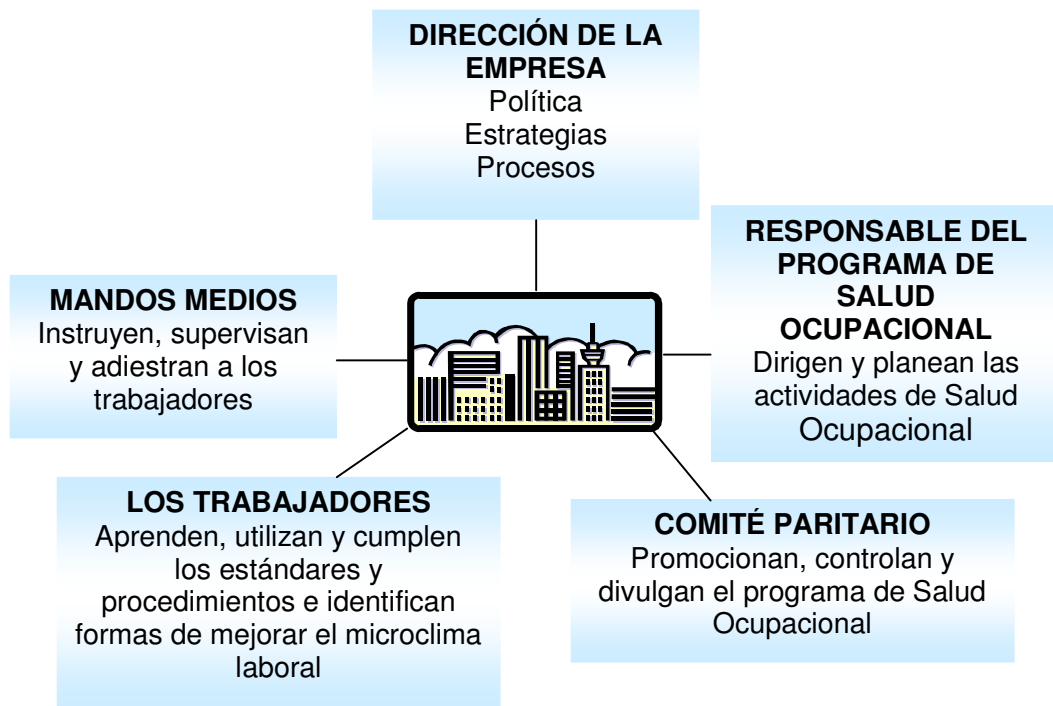 DIRECCIÓN DE LA
EMPRESA
Política
Estrategias
Procesos
RESPONSABLE DEL
PROGRAMA DE
SALUD
OCUPACIONAL
Dirigen y planean las
actividades de Salud
Ocupacional
MANDOS MEDIOS
Instruyen, supervisan
y adiestran a los
trabajadores
LOS TRABAJADORES
Aprenden, utilizan y cumplen
los estándares y
procedimientos e identifican
formas de mejorar el microclima
laboral
COMITÉ PARITARIO
Promocionan, controlan y
divulgan el programa de Salud
Ocupacional